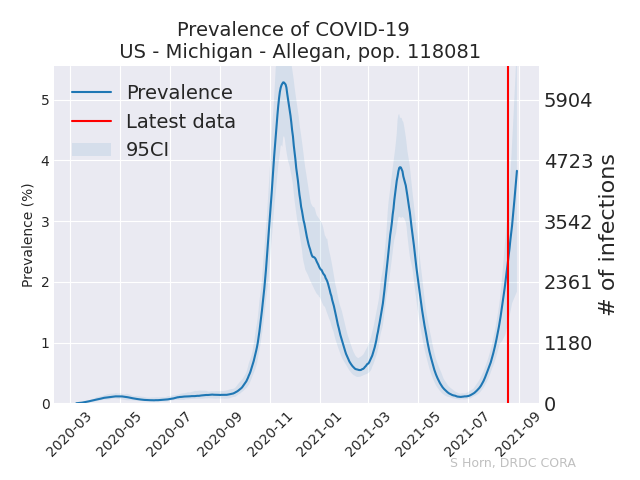 Prevalence of COVID-19
US - Michigan - Allegan, pop. 118081
Prevalence
Latest data
95CI
Prevalence (%)
5
4
3
2
1
0
5904
4723
3542
2361
1180
0
# of infections
2020-03
2020-05
2020-07
2020-09
2020-11
2021-01
2021-03
2021-05
2021-07
2021-09
S Horn, DRDC CORA